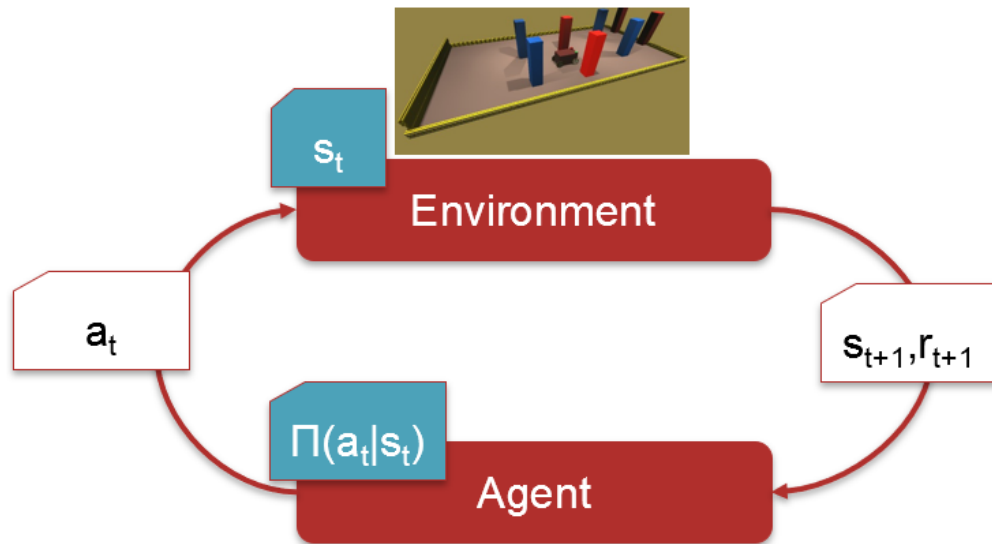 sₜ
Environment
aₜ
sₜ₊₁,rₜ₊₁
Π(aₜ|sₜ)
Agent